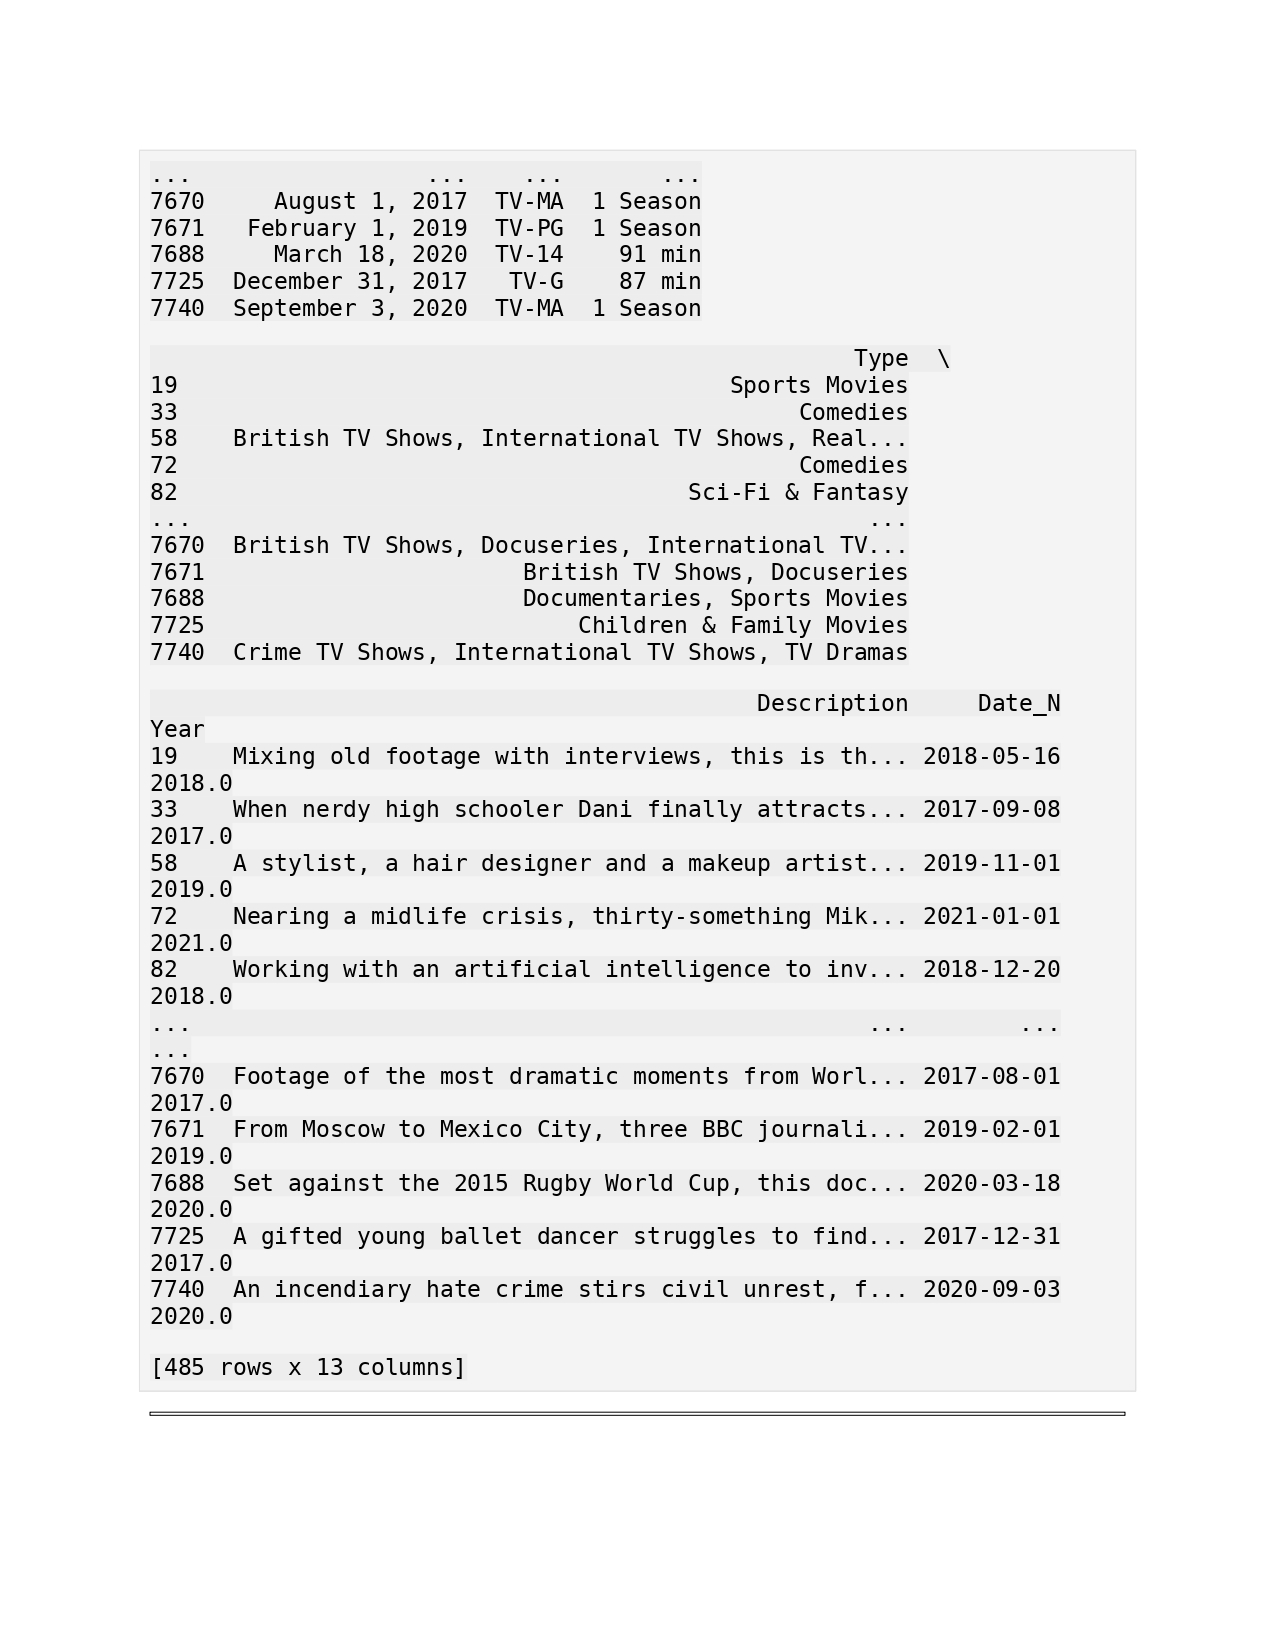 ...                 ...    ...       ...
7670     August 1, 2017  TV-MA  1 Season
7671   February 1, 2019  TV-PG  1 Season
7688     March 18, 2020  TV-14    91 min
7725  December 31, 2017   TV-G    87 min
7740  September 3, 2020  TV-MA  1 Season

                                                   Type  \
19                                        Sports Movies
33                                             Comedies
58    British TV Shows, International TV Shows, Real...
72                                             Comedies
82                                     Sci-Fi & Fantasy
...                                                 ...
7670  British TV Shows, Docuseries, International TV...
7671                       British TV Shows, Docuseries
7688                       Documentaries, Sports Movies
7725                           Children & Family Movies
7740  Crime TV Shows, International TV Shows, TV Dramas

                                            Description     Date_N
Year
19    Mixing old footage with interviews, this is th... 2018-05-16
2018.0
33    When nerdy high schooler Dani finally attracts... 2017-09-08
2017.0
58    A stylist, a hair designer and a makeup artist... 2019-11-01
2019.0
72    Nearing a midlife crisis, thirty-something Mik... 2021-01-01
2021.0
82    Working with an artificial intelligence to inv... 2018-12-20
2018.0
...                                                 ...        ...
...
7670  Footage of the most dramatic moments from Worl... 2017-08-01
2017.0
7671  From Moscow to Mexico City, three BBC journali... 2019-02-01
2019.0
7688  Set against the 2015 Rugby World Cup, this doc... 2020-03-18
2020.0
7725  A gifted young ballet dancer struggles to find... 2017-12-31
2017.0
7740  An incendiary hate crime stirs civil unrest, f... 2020-09-03
2020.0

[485 rows x 13 columns]